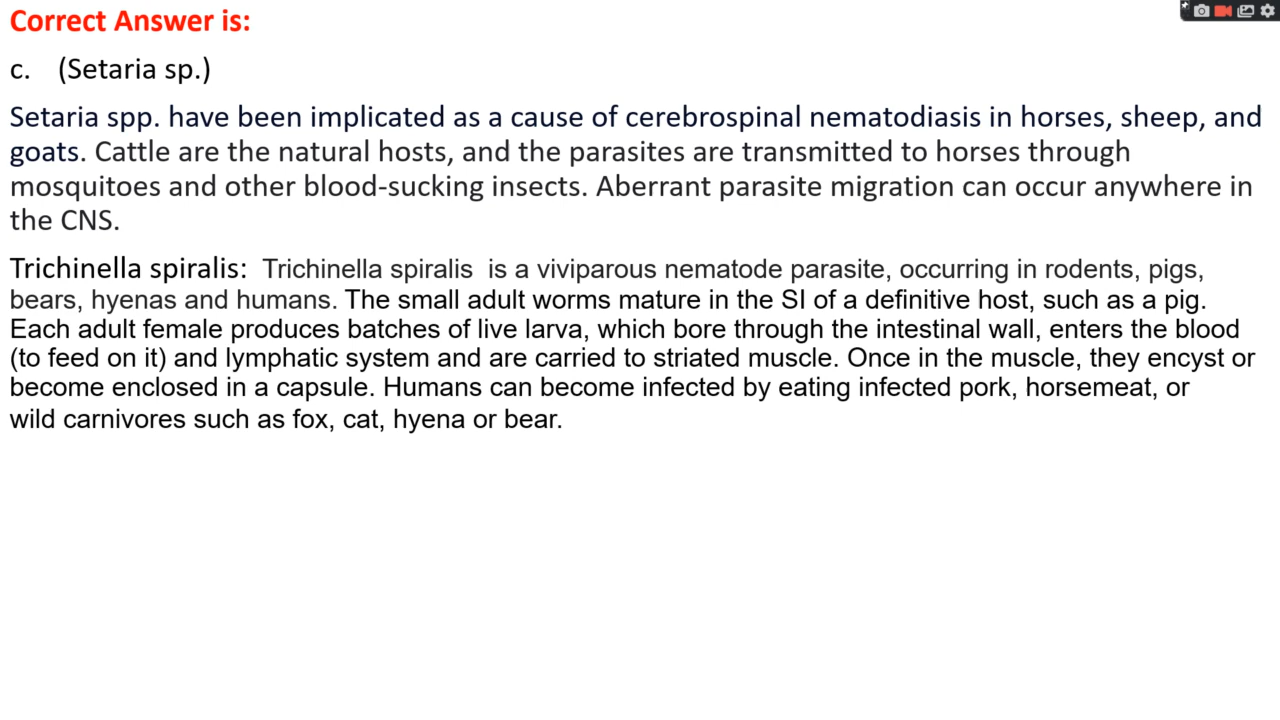 Correct Answer is:
c. (Setaria sp.)
Setaria spp. have been implicated as a cause of cerebrospinal nematodiasis in horses, sheep, and
goats. Cattle are the natural hosts, and the parasites are transmitted to horses through
mosquitoes and other blood-sucking insects. Aberrant parasite migration can occur anywhere in
the CNS.
Trichinella spiralis: Trichinella spiralis is a viviparous nematode parasite, occurring in rodents, pigs,
bears, hyenas and humans. The small adult worms mature in the SI of a definitive host, such as a pig.
Each adult female produces batches of live larva, which bore through the intestinal wall, enters the blood
(to feed on it) and lymphatic system and are carried to striated muscle. Once in the muscle, they encyst or
become enclosed in a capsule. Humans can become infected by eating infected pork, horsemeat, or
wild carnivores such as fox, cat, hyena or bear.